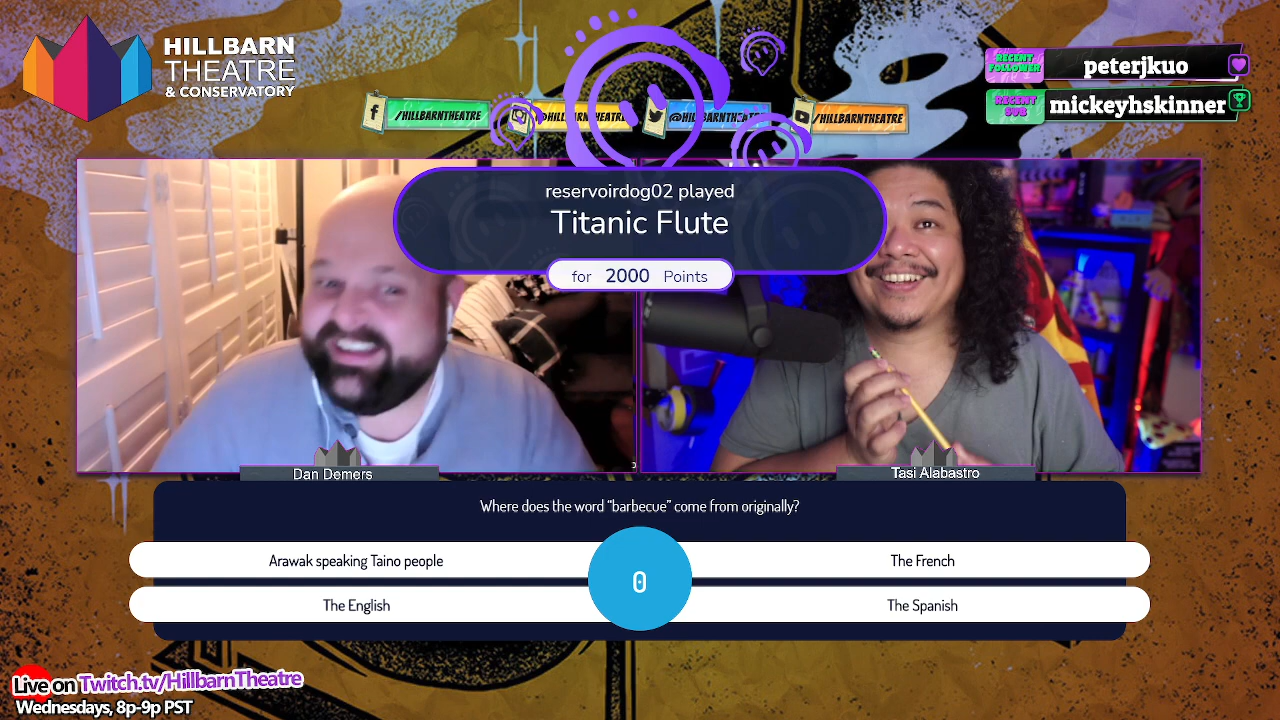 HILLBARN
THEATRE
& CONSERVATORY
/HILLBARNTHEATRE
@HILLBARNTHEATRE
@HILLBARNTHEATRE
/HILLBARNTHEATRE
RECENT
FOLLOWER
peterjkuo
RECENT
SUB
mickeyhskinner
reservoirdog02 played
Titanic Flute
for 2000 Points
Dan Demers
Tasi Alabastro
Where does the word “barbecue” come from originally?
Arawak speaking Taino people
The French
0
The English
The Spanish
Live on Twitch.tv/HillbarnTheatre
Wednesdays, 8p-9p PST